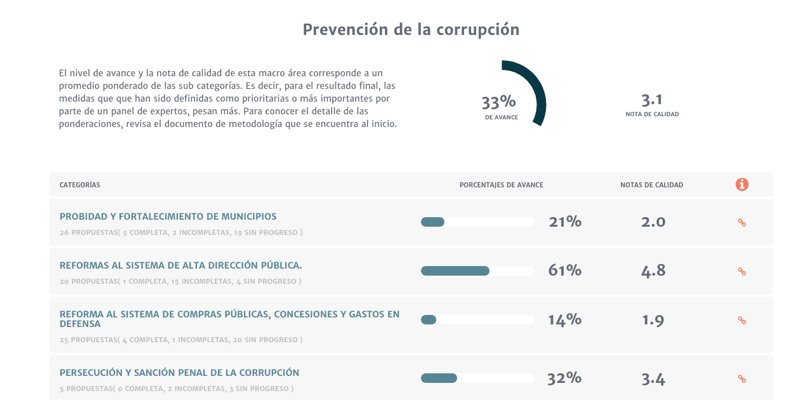 Prevención de la corrupción
El nivel de avance y la nota de calidad de esta macro área corresponde a un
promedio ponderado de las sub categorías. Es decir, para el resultado final, las
medidas que que han sido definidas como prioritarias o más importantes por
parte de un panel de expertos, pesan más. Para conocer el detalle de las
ponderaciones, revisa el documento de metodología que se encuentra al inicio.
33%
DE AVANCE
3.1
NOTA DE CALIDAD
CATEGORÍAS PORCENTAJES DE AVANCE NOTAS DE CALIDAD
PROBIDAD Y FORTALECIMIENTO DE MUNICIPIOS
26 PROPUESTAS( 5 COMPLETA, 2 INCOMPLETAS, 19 SIN PROGRESO )
21% 2.0
REFORMAS AL SISTEMA DE ALTA DIRECCIÓN PÚBLICA.
20 PROPUESTAS( 1 COMPLETA, 15 INCOMPLETAS, 4 SIN PROGRESO )
61% 4.8
REFORMA AL SISTEMA DE COMPRAS PÚBLICAS, CONCESIONES Y GASTOS EN
DEFENSA
25 PROPUESTAS( 4 COMPLETA, 1 INCOMPLETAS, 20 SIN PROGRESO )
14% 1.9
PERSECUCIÓN Y SANCIÓN PENAL DE LA CORRUPCIÓN
5 PROPUESTAS( 0 COMPLETA, 2 INCOMPLETAS, 3 SIN PROGRESO )
32% 3.4